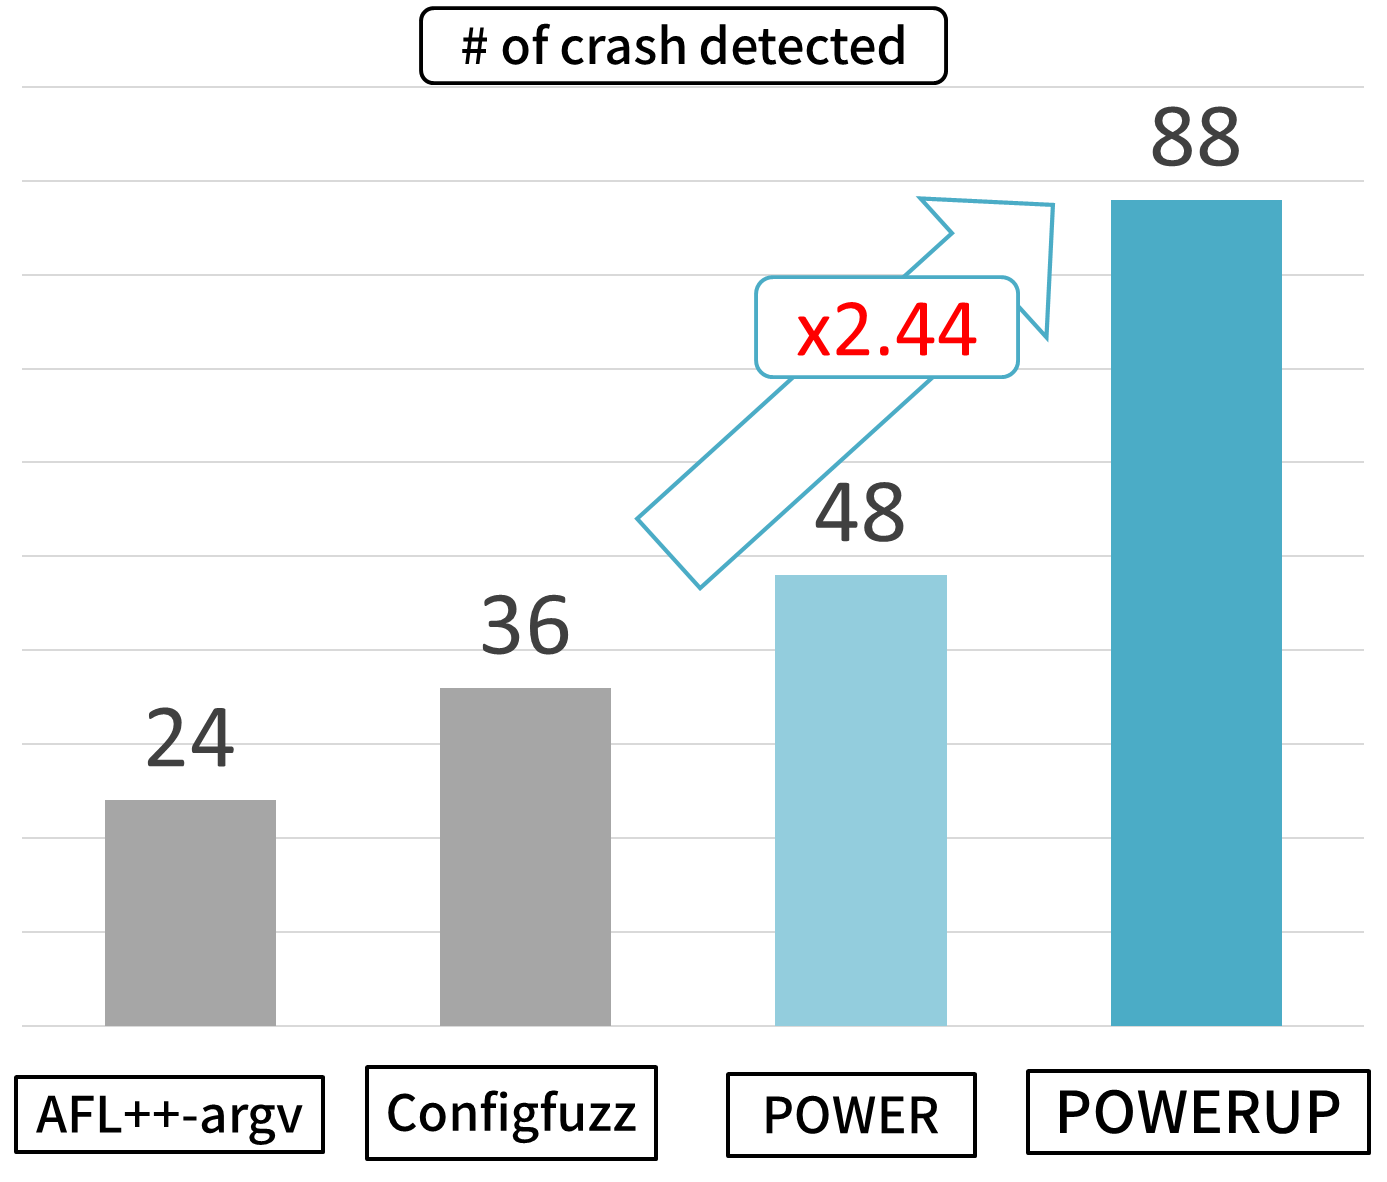 # of crash detected
88
x2.44
48
36
24
AFL++-argv
Configfuzz
POWER
POWERUP